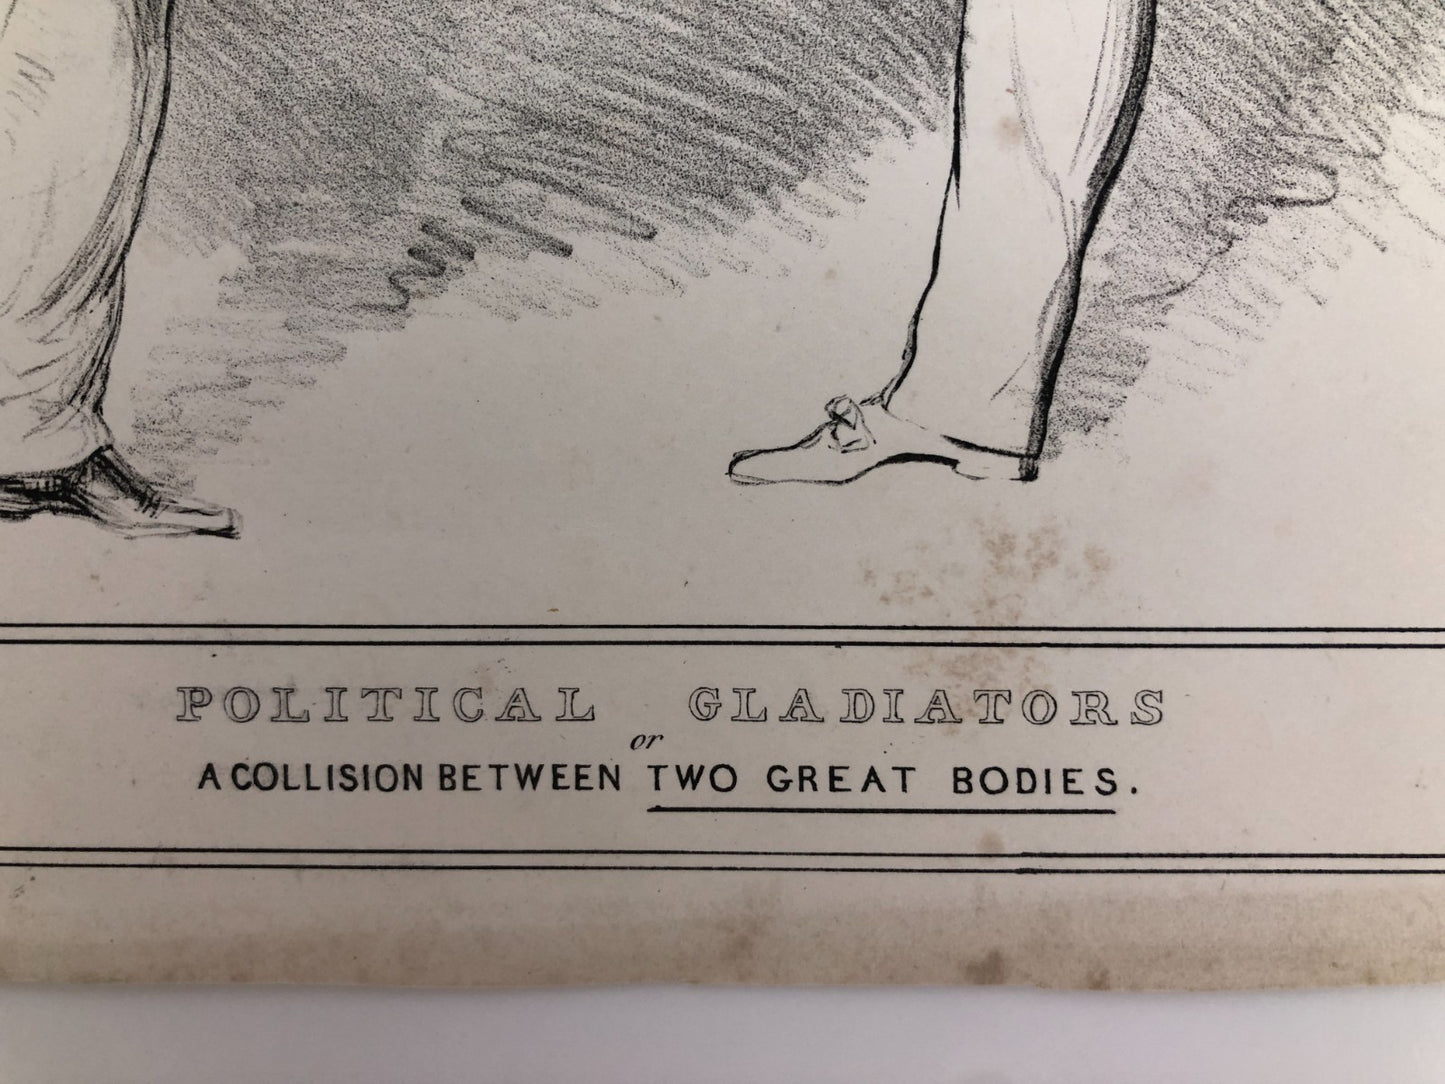 POLITICAL GLADIATORS
or
A COLLISION BETWEEN TWO GREAT BODIES.